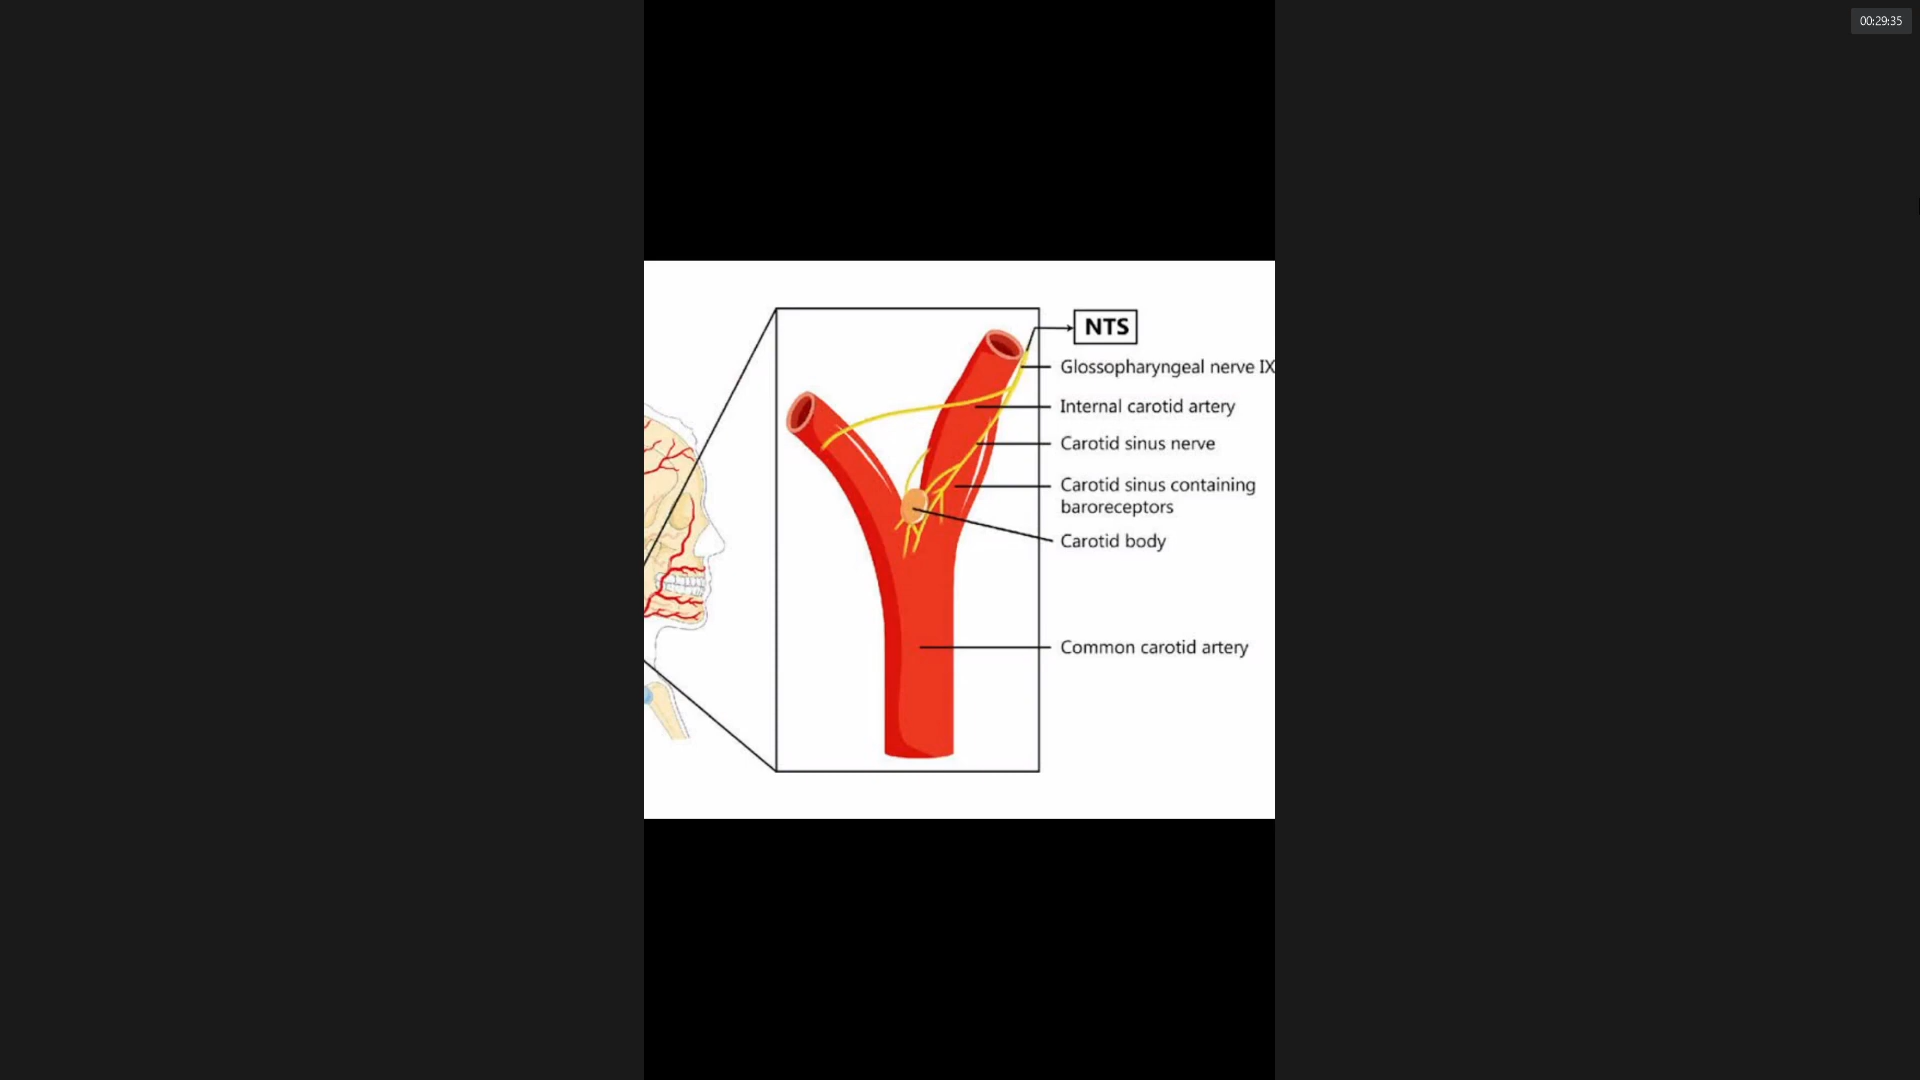 00:29:35
NTS
Glossopharyngeal nerve IX
Internal carotid artery
Carotid sinus nerve
Carotid sinus containing
baroreceptors
Carotid body
Common carotid artery